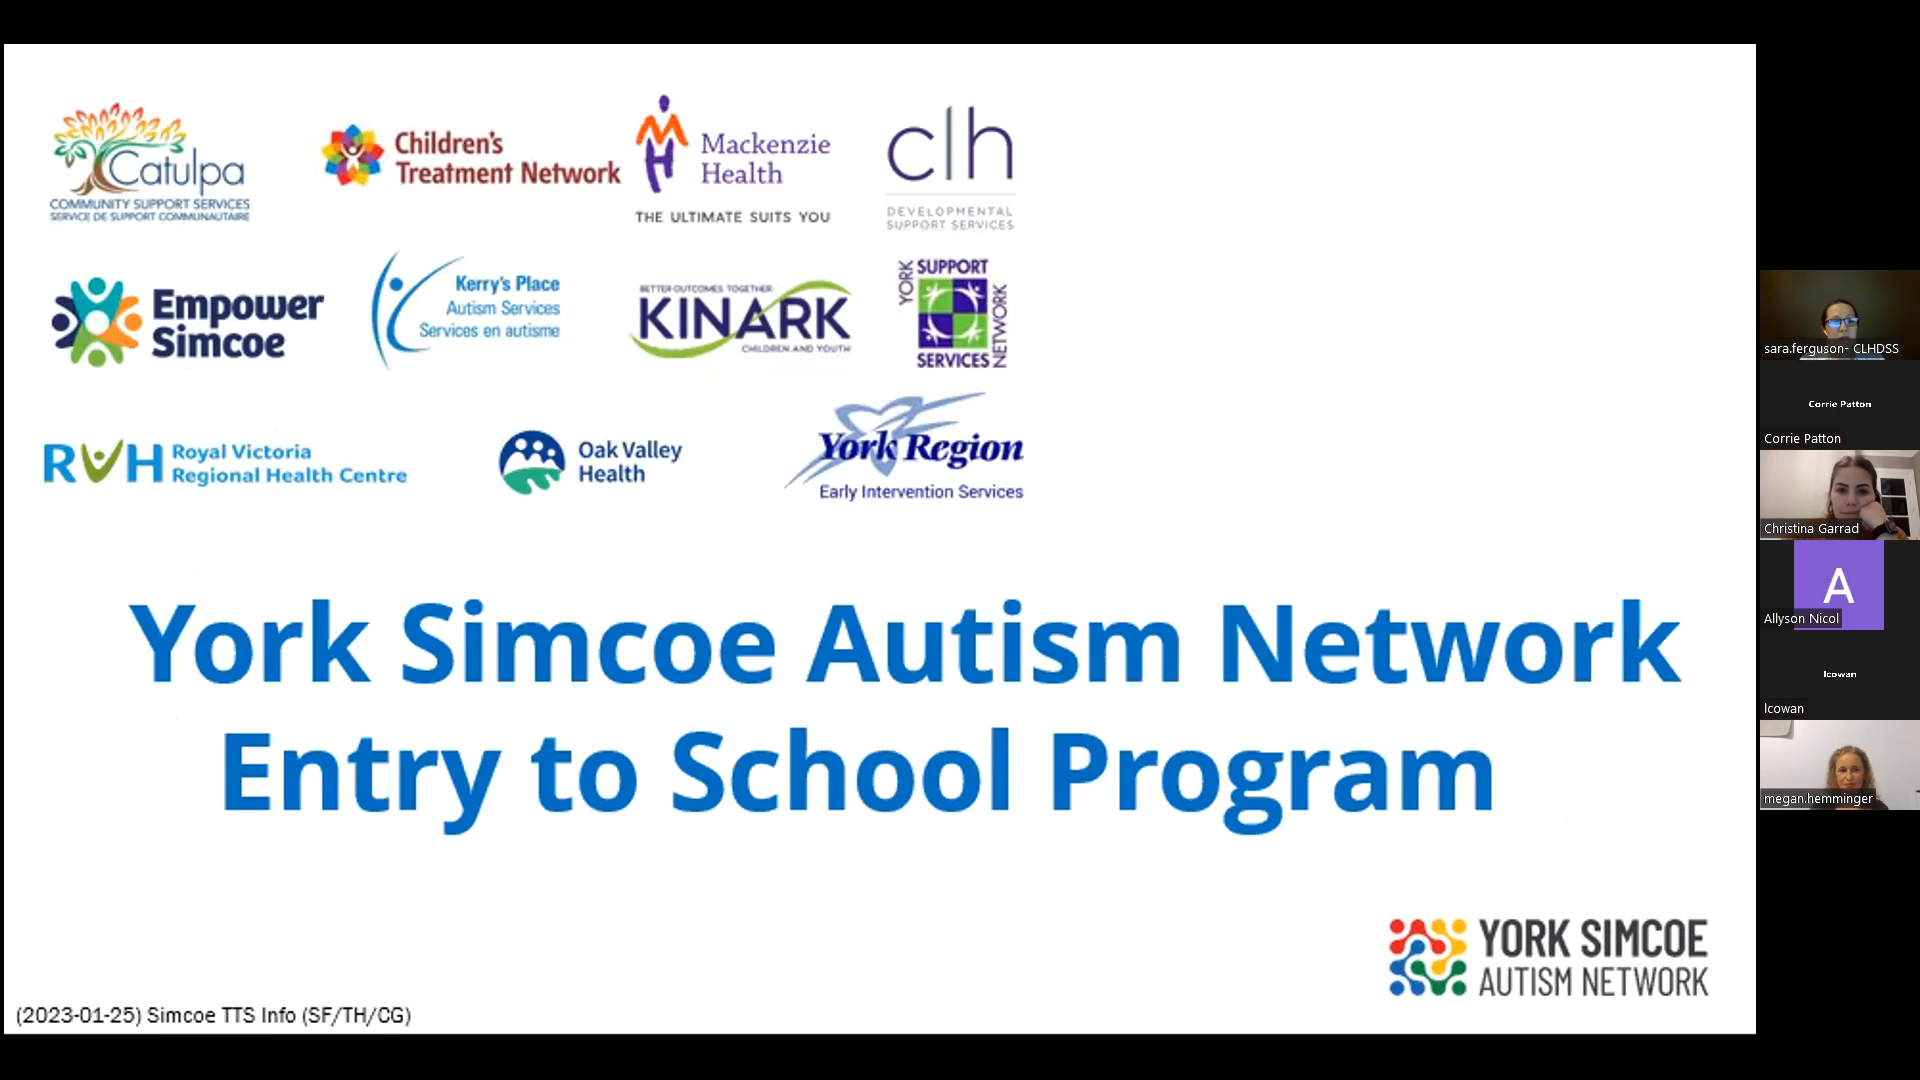 Catulpa
COMMUNITY SUPPORT SERVICES
SERVICE DE SUPPORT COMMUNAUTAIRE
Children's
Treatment Network
Mackenzie
Health
THE ULTIMATE SUITS YOU
clh
DEVELOPMENTAL
SUPPORT SERVICES
Empower
Simcoe
Kerry's Place
Autism Services
Services en autisme
BETTER OUTCOMES TOGETHER
KINARK
CHILDREN AND YOUTH
YORK
SUPPORT
SERVICES
NETWORK
RVH
Royal Victoria
Regional Health Centre
Oak Valley
Health
York Region
Early Intervention Services
York Simcoe Autism Network
Entry to School Program
YORK SIMCOE
AUTISM NETWORK
(2023-01-25) Simcoe TTS Info (SF/TH/CG)
sara.ferguson- CLHDSS
Corrie Patton
Corrie Patton
Christina Garrad
A
Allyson Nicol
lcowan
lcowan
megan.hemminger